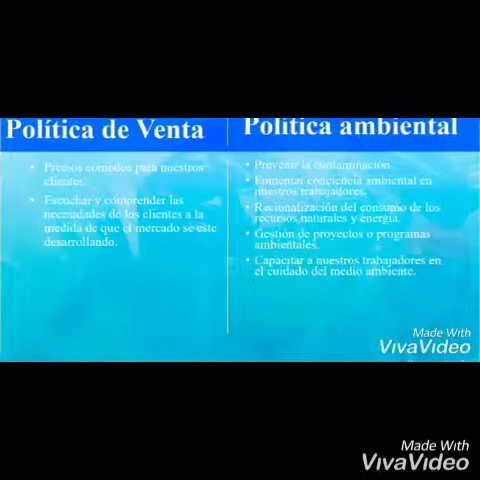 Política de Venta
• Precios cómodos para nuestros
clientes.
• Escuchar y comprender las
necesidades de los clientes a la
medida de que el mercado se este
desarrollando.
Política ambiental
• Prevenir la contaminación.
• Fomentar conciencia ambiental en
nuestros trabajadores.
• Racionalización del consumo de los
recursos naturales y energía.
• Gestión de proyectos o programas
ambientales.
• Capacitar a nuestros trabajadores en
el cuidado del medio ambiente.
Made With
VivaVideo
Made With
VivaVideo